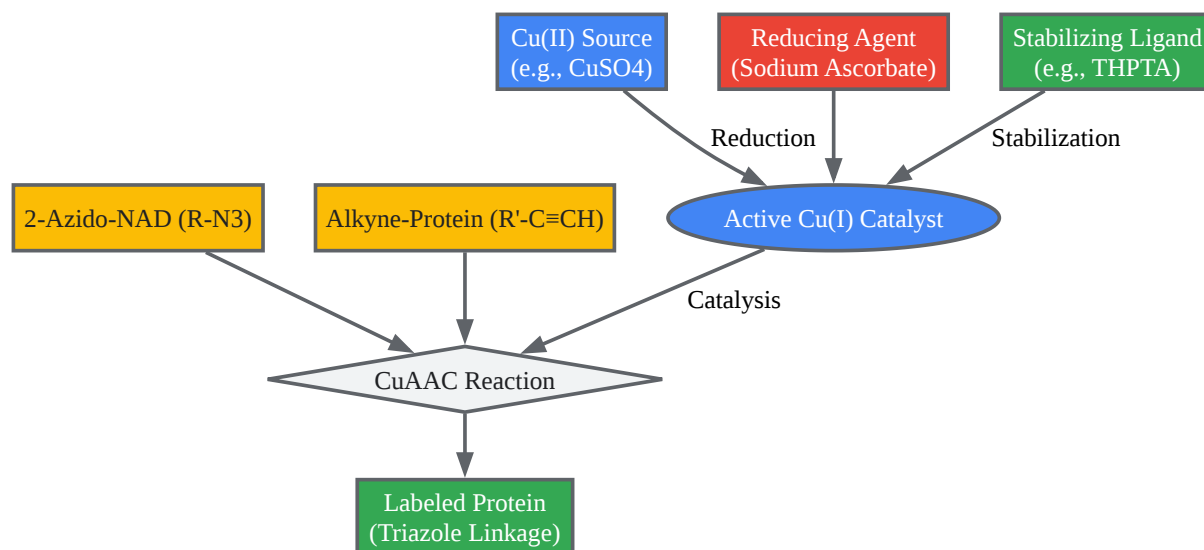 Cu(II) Source
(e.g., CuSO4)
Reducing Agent
(Sodium Ascorbate)
Stabilizing Ligand
(e.g., THPTA)
Reduction
Stabilization
2-Azido-NAD (R-N3)
Alkyne-Protein (R'-C≡CH)
Active Cu(I) Catalyst
Catalysis
CuAAC Reaction
Labeled Protein
(Triazole Linkage)